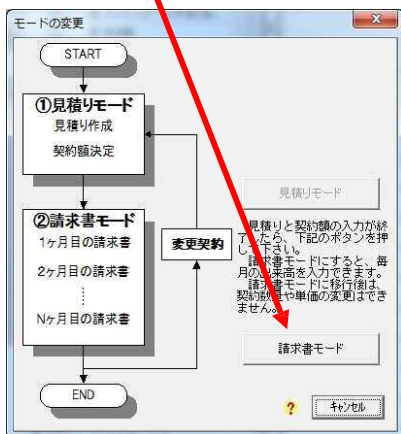 モードの変更
START
①見積りモード
見積り作成
契約額決定
②請求書モード
1ヶ月目の請求書
2ヶ月目の請求書
Nヶ月目の請求書
END
変更契約
見積りモード
見積りと契約額の入力が終
了したら、下記のボタンを押
して下さい。
請求書モードにすると、毎
月の出来高を入力できます。
請求書モードに移行後は、
契約数量や単価の変更はでき
ません。
請求書モード
?
キャンセル